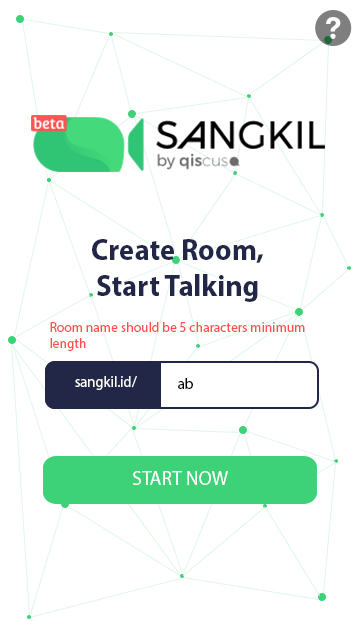 ?
beta
SANGKIL
by qiscus
Create Room,
Start Talking
Room name should be 5 characters minimum
length
sangkil.id/ ab
START NOW